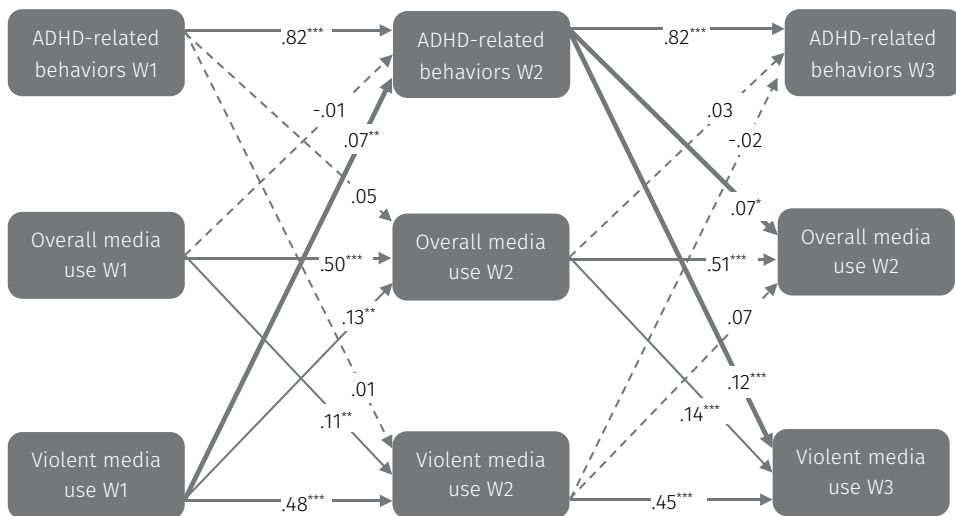 ADHD-related
behaviors W1
.82***
ADHD-related
behaviors W2
.82***
ADHD-related
behaviors W3
-.01
.07**
.05
.03
-.02
.07*
Overall media
use W1
.50***
Overall media
use W2
.51***
Overall media
use W2
.13**
.07
.01
.11**
.12***
.14***
Violent media
use W1
.48***
Violent media
use W2
.45***
Violent media
use W3